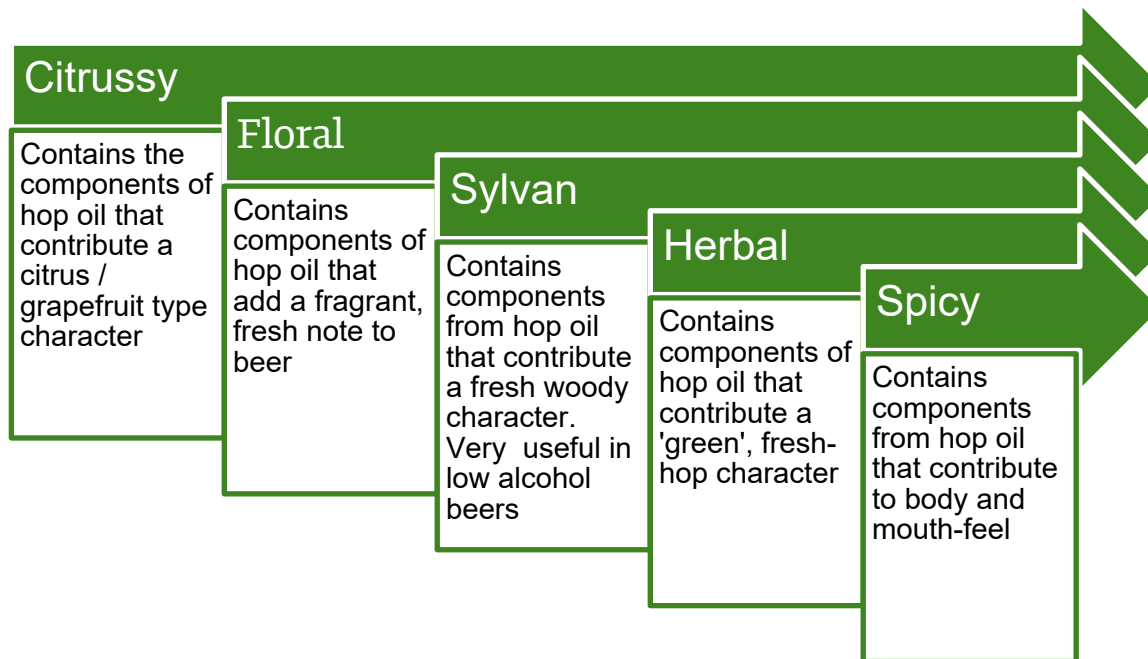 Citrussy
Contains the
components of
hop oil that
contribute a
citrus /
grapefruit type
character
Floral
Contains
components of
hop oil that
add a fragrant,
fresh note to
beer
Sylvan
Contains
components
from hop oil
that contribute
a fresh woody
character.
Very  useful in
low alcohol
beers
Herbal
Contains
components of
hop oil that
contribute a
'green', fresh-
hop character
Spicy
Contains
components
from hop oil
that contribute
to body and
mouth-feel